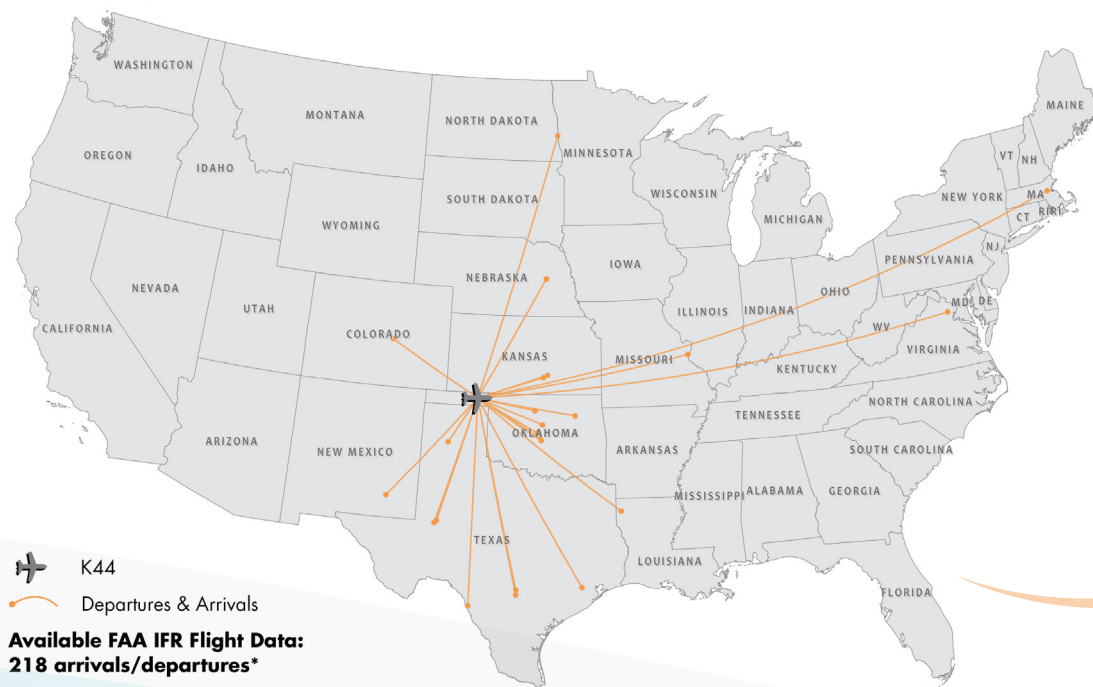 WASHINGTON
MONTANA
NORTH DAKOTA
MINNESOTA
MAINE
OREGON
IDAHO
VT
NH
SOUTH DAKOTA
WISCONSIN
NEW YORK
MA
WYOMING
MICHIGAN
CT
RIRI
NEBRASKA
IOWA
PENNSYLVANIA
NJ
NEVADA
UTAH
COLORADO
ILLINOIS
INDIANA
OHIO
MD
DE
CALIFORNIA
KANSAS
MISSOURI
WV
VIRGINIA
KENTUCKY
NORTH CAROLINA
ARIZONA
NEW MEXICO
OKLAHOMA
TENNESSEE
ARKANSAS
SOUTH CAROLINA
MISSISSIPPI
ALABAMA
GEORGIA
TEXAS
LOUISIANA
FLORIDA
K44
Departures & Arrivals
Available FAA IFR Flight Data:
218 arrivals/departures*